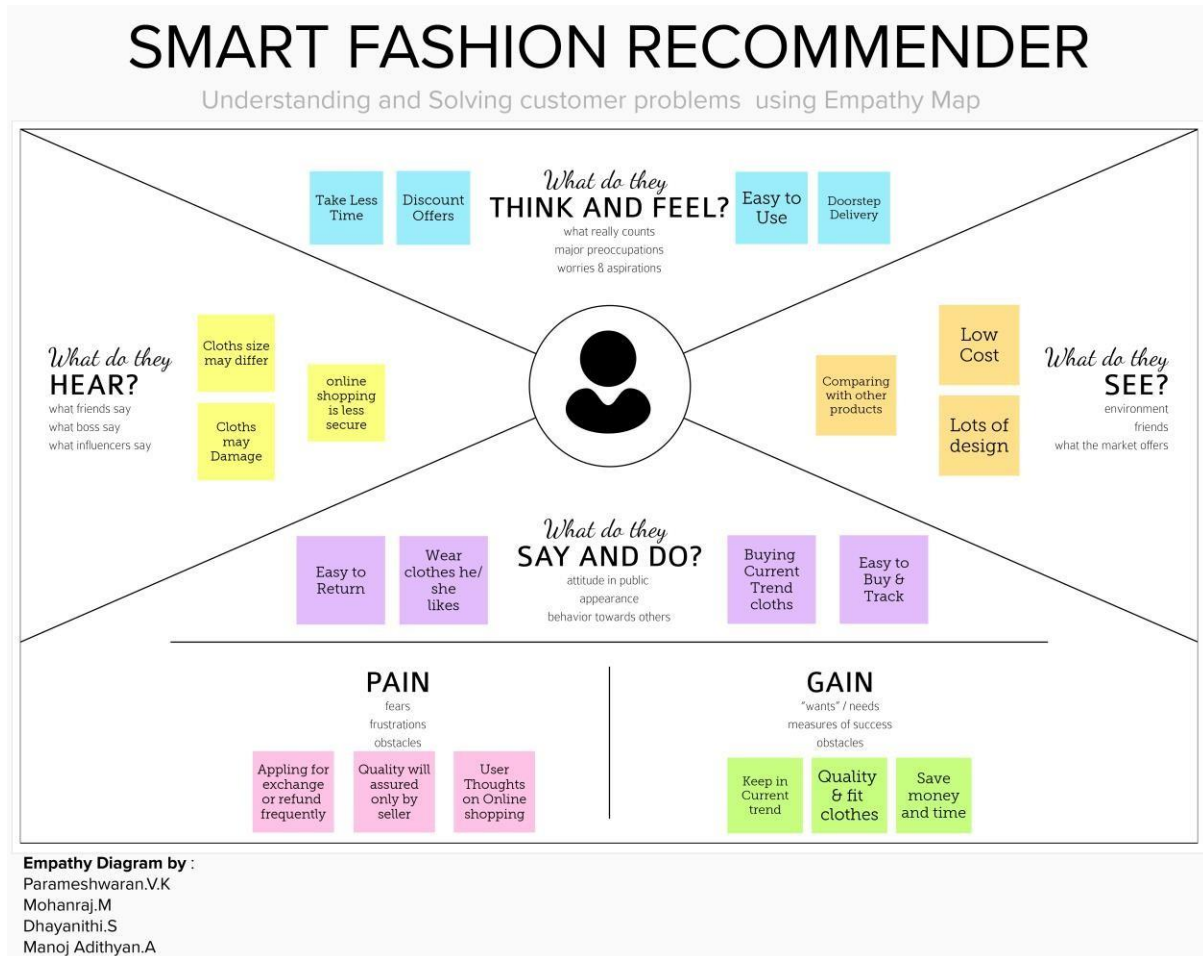 SMART FASHION RECOMMENDER
Understanding and Solving customer problems using Empathy Map
What do they
THINK AND FEEL?
what really counts
major preoccupations
worries & aspirations
Take Less
Time
Discount
Offers
Easy to
Use
Doorstep
Delivery
What do they
HEAR?
what friends say
what boss say
what influencers say
Cloths size
may differ
Cloths
may
Damage
online
shopping
is less
secure
Comparing
with other
products
Low
Cost
Lots of
design
What do they
SEE?
environment
friends
what the market offers
What do they
SAY AND DO?
attitude in public
appearance
behavior towards others
Easy to
Return
Wear
clothes he/
she
likes
Buying
Current
Trend
cloths
Easy to
Buy &
Track
PAIN
fears
frustrations
obstacles
Appling for
exchange
or refund
frequently
Quality will
assured
only by
seller
User
Thoughts
on Online
shopping
GAIN
"wants" / needs
measures of success
obstacles
Keep in
Current
trend
Quality
& fit
clothes
Save
money
and time
Empathy Diagram by :
Parameshwaran.V.K
Mohanraj.M
Dhayanithi.S
Manoj Adithyan.A